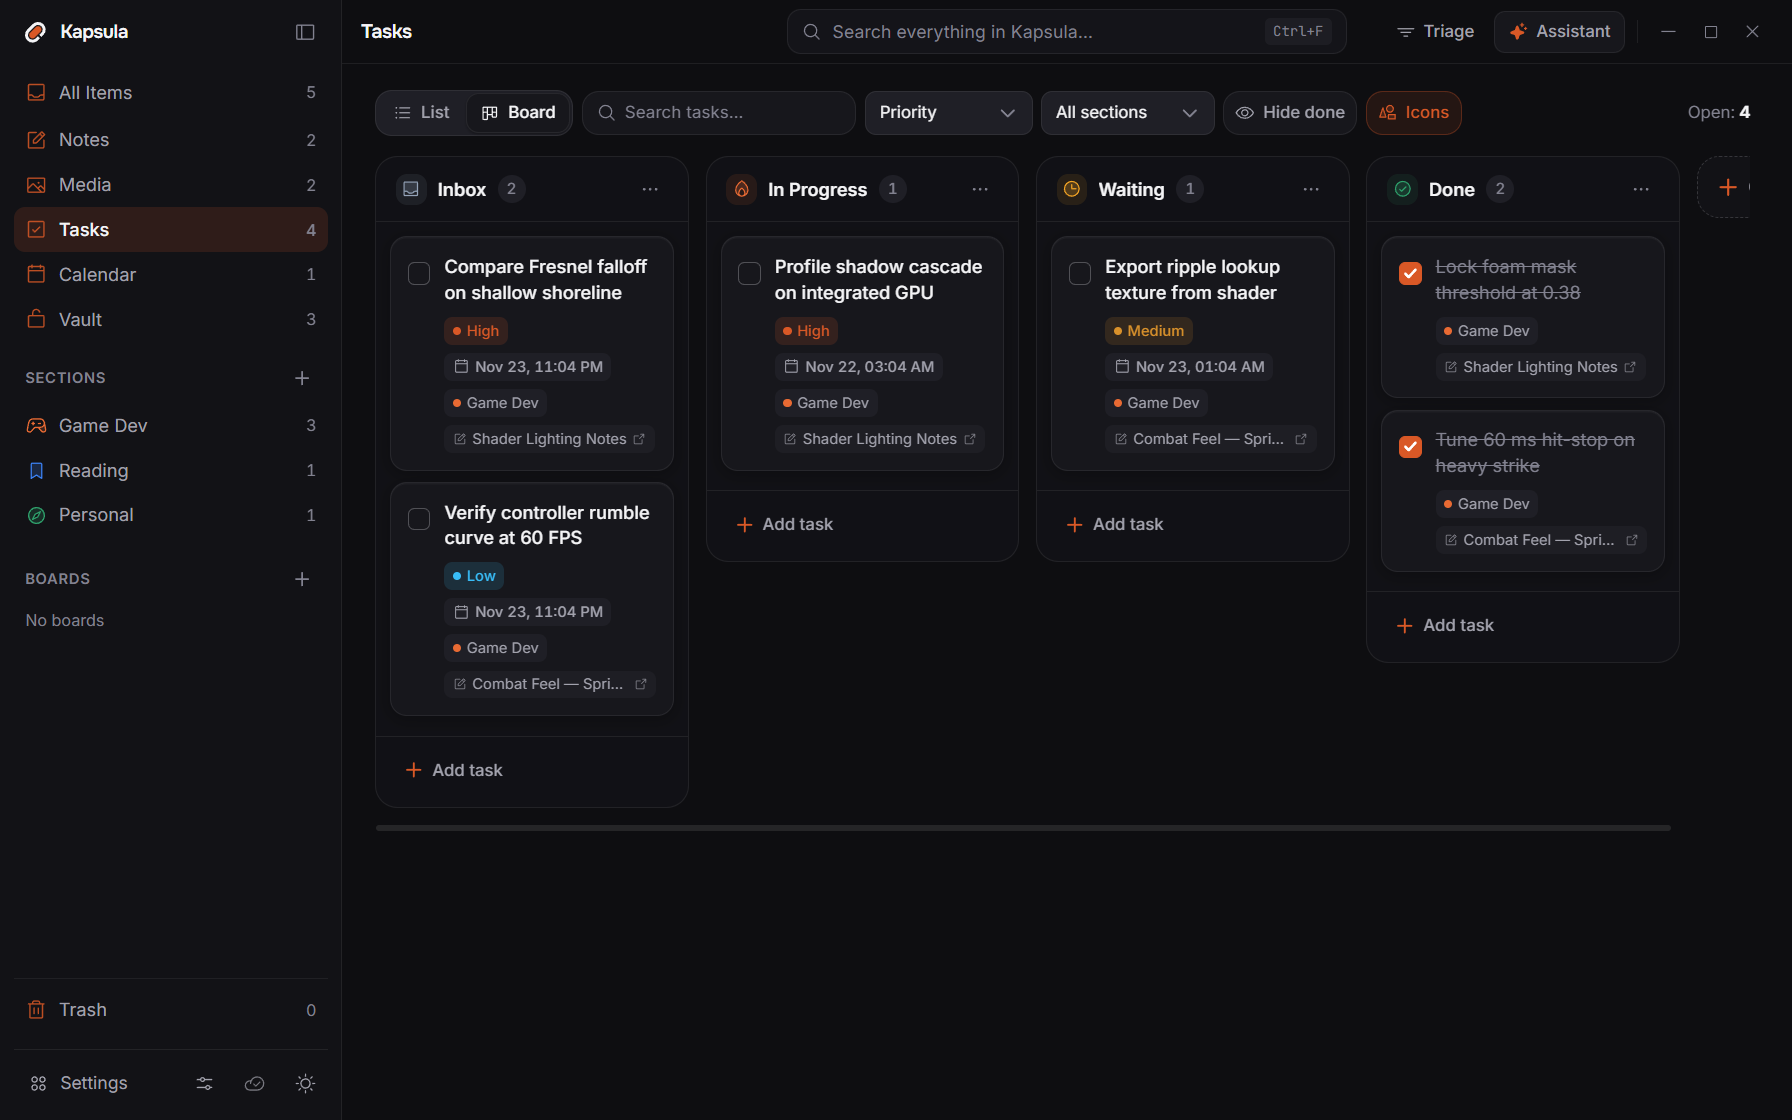 Kapsula
All Items 5
Notes 2
Media 2
Tasks 4
Calendar 1
Vault 3
SECTIONS
Game Dev 3
Reading 1
Personal 1
BOARDS
No boards
Trash 0
Settings
Tasks
Search everything in Kapsula... Ctrl+F
Triage
Assistant
List
Board
Search tasks...
Priority
All sections
Hide done
Icons
Open: 4
Inbox 2
Compare Fresnel falloff
on shallow shoreline
High
Nov 23, 11:04 PM
Game Dev
Shader Lighting Notes
Verify controller rumble
curve at 60 FPS
Low
Nov 23, 11:04 PM
Game Dev
Combat Feel — Spri...
Add task
In Progress 1
Profile shadow cascade
on integrated GPU
High
Nov 22, 03:04 AM
Game Dev
Shader Lighting Notes
Add task
Waiting 1
Export ripple lookup
texture from shader
Medium
Nov 23, 01:04 AM
Game Dev
Combat Feel — Spri...
Add task
Done 2
Lock foam mask
threshold at 0.38
Game Dev
Shader Lighting Notes
Tune 60 ms hit-stop on
heavy strike
Game Dev
Combat Feel — Spri...
Add task